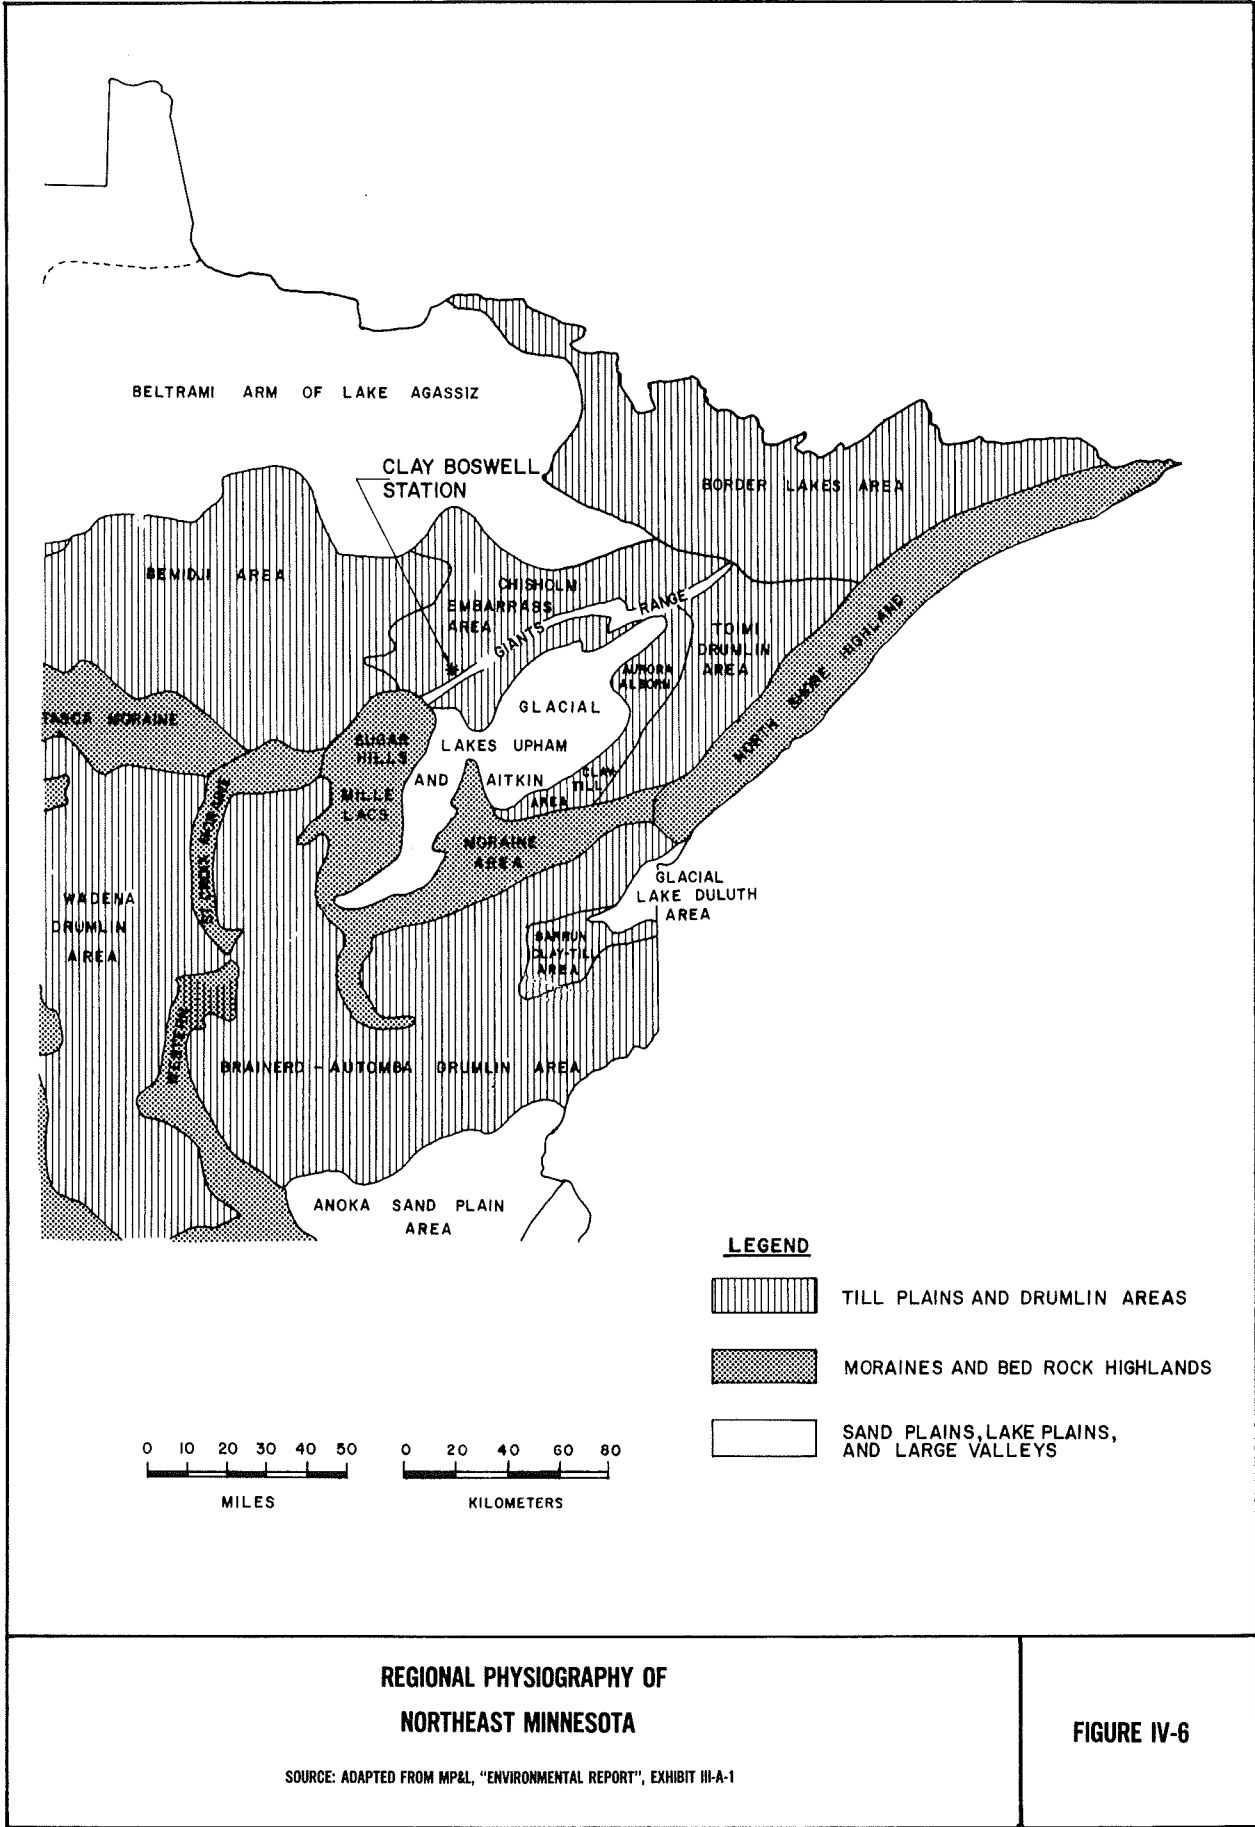 BELTRAMI ARM OF LAKE AGASSIZ
CLAY BOSWELL
STATION
BORDER LAKES AREA
BEMIDJI AREA
CHISHOLM
EMBARRASS
AREA
GIANTS RANGE
TOIMI
DRUMLIN
AREA
AURORA
ALBORN
CLAY
TILL
AREA
NORTH SHORE HIGHLAND
GLACIAL
LAKES UPHAM
AND AITKIN
ITASCA MORAINE
SUGAR
HILLS
MILLE
LACS
MORAINE
AREA
ST. CROIX MORAINE
WADENA
DRUMLIN
AREA
GLACIAL
LAKE DULUTH
AREA
BARRUN
CLAY-TILL
AREA
WESTERN
BRAINERD - AUTOMBA DRUMLIN AREA
ANOKA SAND PLAIN
AREA
LEGEND
TILL PLAINS AND DRUMLIN AREAS
MORAINES AND BED ROCK HIGHLANDS
SAND PLAINS, LAKE PLAINS,
AND LARGE VALLEYS
0 10 20 30 40 50
MILES
0 20 40 60 80
KILOMETERS
REGIONAL PHYSIOGRAPHY OF
NORTHEAST MINNESOTA
SOURCE: ADAPTED FROM MP&L, "ENVIRONMENTAL REPORT", EXHIBIT III-A-1
FIGURE IV-6